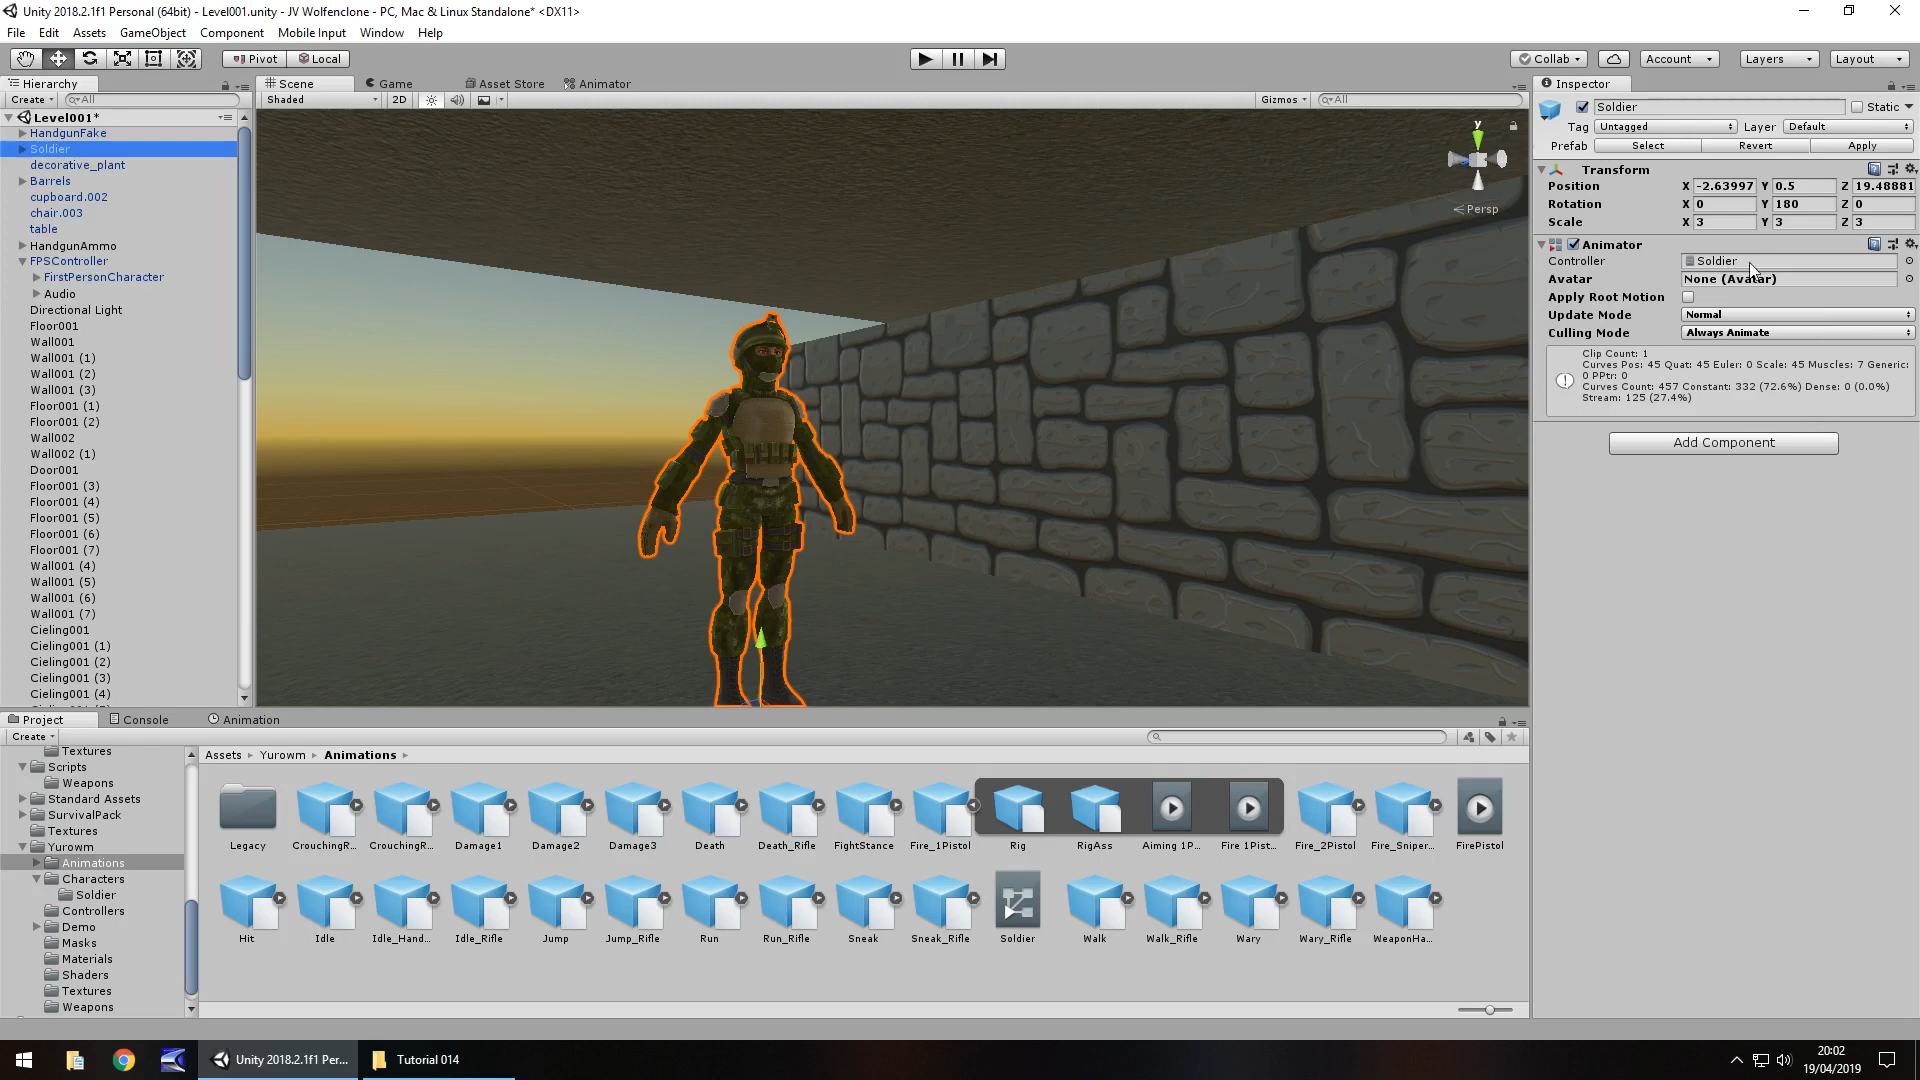 Unity 2018.2.1f1 Personal (64bit) - Level001.unity - JV Wolfenclone - PC, Mac & Linux Standalone* <DX11>
File Edit Assets GameObject Component Mobile Input Window Help
Pivot Local Collab Account Layers Layout
Hierarchy Scene Game Asset Store Animator Inspector
Create All Shaded 2D Gizmos All
Level001*
HandgunFake
Soldier
decorative_plant
Barrels
cupboard.002
chair.003
table
HandgunAmmo
FPSController
FirstPersonCharacter
Audio
Directional Light
Floor001
Wall001
Wall001 (1)
Wall001 (2)
Wall001 (3)
Floor001 (1)
Floor001 (2)
Wall002
Wall002 (1)
Door001
Floor001 (3)
Floor001 (4)
Floor001 (5)
Floor001 (6)
Floor001 (7)
Wall001 (4)
Wall001 (5)
Wall001 (6)
Wall001 (7)
Cieling001
Cieling001 (1)
Cieling001 (2)
Cieling001 (3)
Cieling001 (4)
y
Persp
Soldier Static
Tag Untagged Layer Default
Prefab Select Revert Apply
Transform
Position X -2.63997 Y 0.5 Z 19.48881
Rotation X 0 Y 180 Z 0
Scale X 3 Y 3 Z 3
Animator
Controller Soldier
Avatar None (Avatar)
Apply Root Motion
Update Mode Normal
Culling Mode Always Animate
Clip Count: 1
Curves Pos: 45 Quat: 45 Euler: 0 Scale: 45 Muscles: 7 Generic:
0 PPtr: 0
Curves Count: 457 Constant: 332 (72.6%) Dense: 0 (0.0%)
Stream: 125 (27.4%)
Add Component
Project Console Animation
Create
Textures
Scripts
Weapons
Standard Assets
SurvivalPack
Textures
Yurowm
Animations
Characters
Soldier
Controllers
Demo
Masks
Materials
Shaders
Textures
Weapons
Assets Yurowm Animations
Legacy CrouchingR... CrouchingR... Damage1 Damage2 Damage3 Death Death_Rifle FightStance Fire_1Pistol Rig RigAss Aiming 1P... Fire 1Pist... Fire_2Pistol Fire_Sniper... FirePistol
Hit Idle Idle_Hand... Idle_Rifle Jump Jump_Rifle Run Run_Rifle Sneak Sneak_Rifle Soldier Walk Walk_Rifle Wary Wary_Rifle WeaponHa...
Unity 2018.2.1f1 Per... Tutorial 014
20:02
19/04/2019